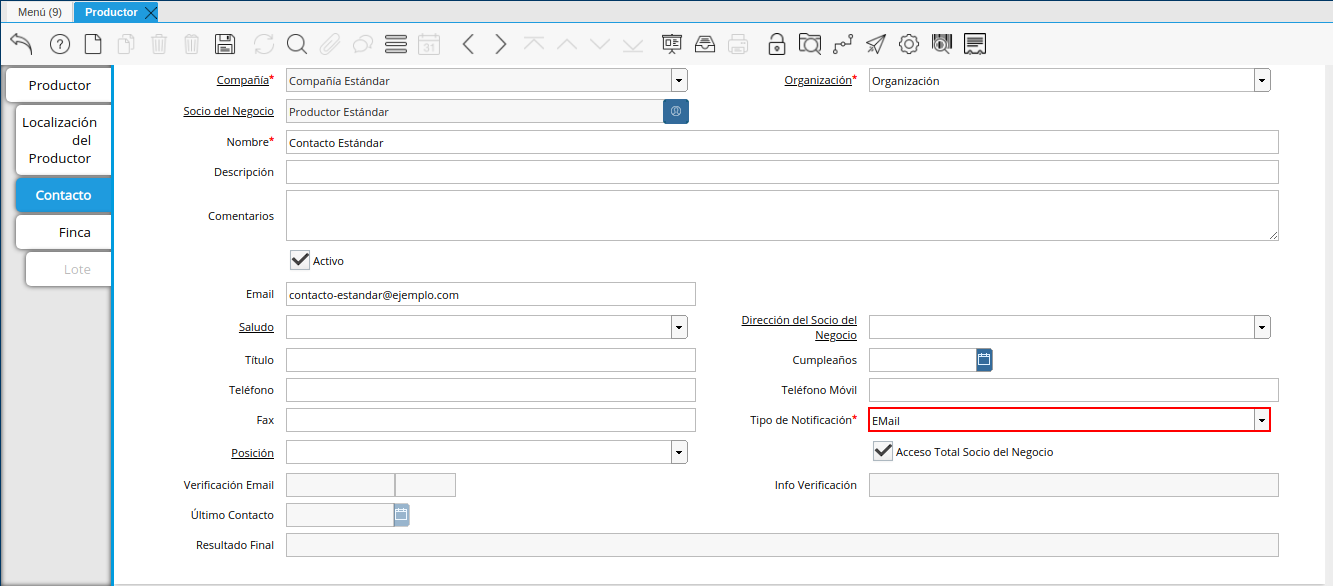 Menú (9)
Productor
31
Productor
Localización
del
Productor
Contacto
Finca
Lote
Compañía* Compañía Estándar
Organización* Organización
Socio del Negocio Productor Estándar
Nombre* Contacto Estándar
Descripción
Comentarios
Activo
Email contacto-estandar@ejemplo.com
Saludo
Dirección del Socio del
Negocio
Título
Cumpleaños
Teléfono
Teléfono Móvil
Fax
Tipo de Notificación* EMail
Posición
Acceso Total Socio del Negocio
Verificación Email
Info Verificación
Último Contacto
Resultado Final